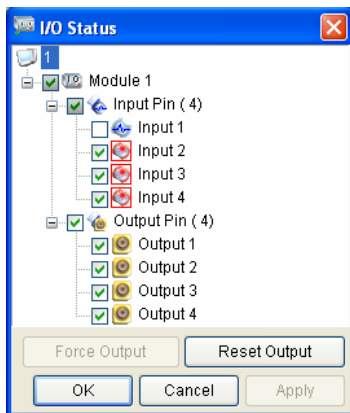 I/O Status
1
Module 1
Input Pin ( 4)
Input 1
Input 2
Input 3
Input 4
Output Pin ( 4)
Output 1
Output 2
Output 3
Output 4
Force Output Reset Output
OK Cancel Apply